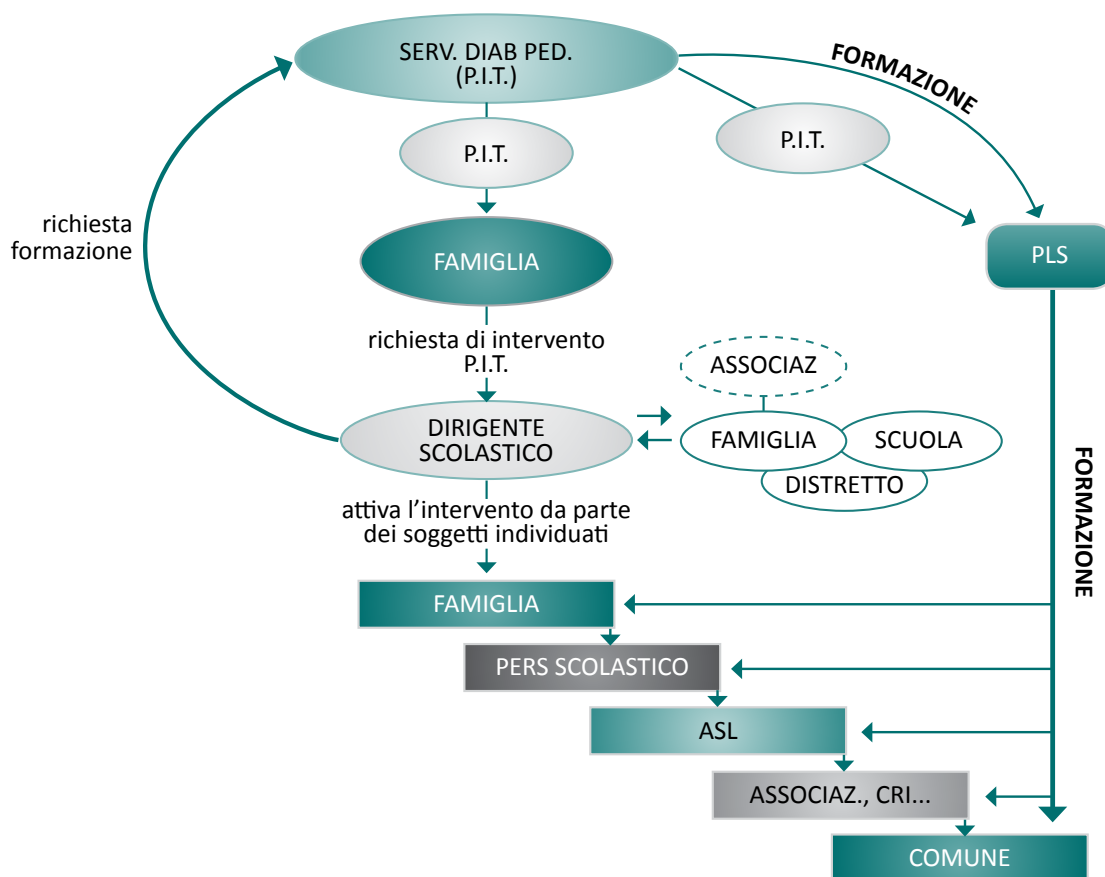 SERV. DIAB PED.
(P.I.T.)
FORMAZIONE
P.I.T.
P.I.T.
richiesta
formazione
FAMIGLIA
PLS
richiesta di intervento
P.I.T.
ASSOCIAZ
DIRIGENTE
SCOLASTICO
FAMIGLIA
SCUOLA
DISTRETTO
attiva l’intervento da parte
dei soggetti individuati
FORMAZIONE
FAMIGLIA
PERS SCOLASTICO
ASL
ASSOCIAZ., CRI...
COMUNE